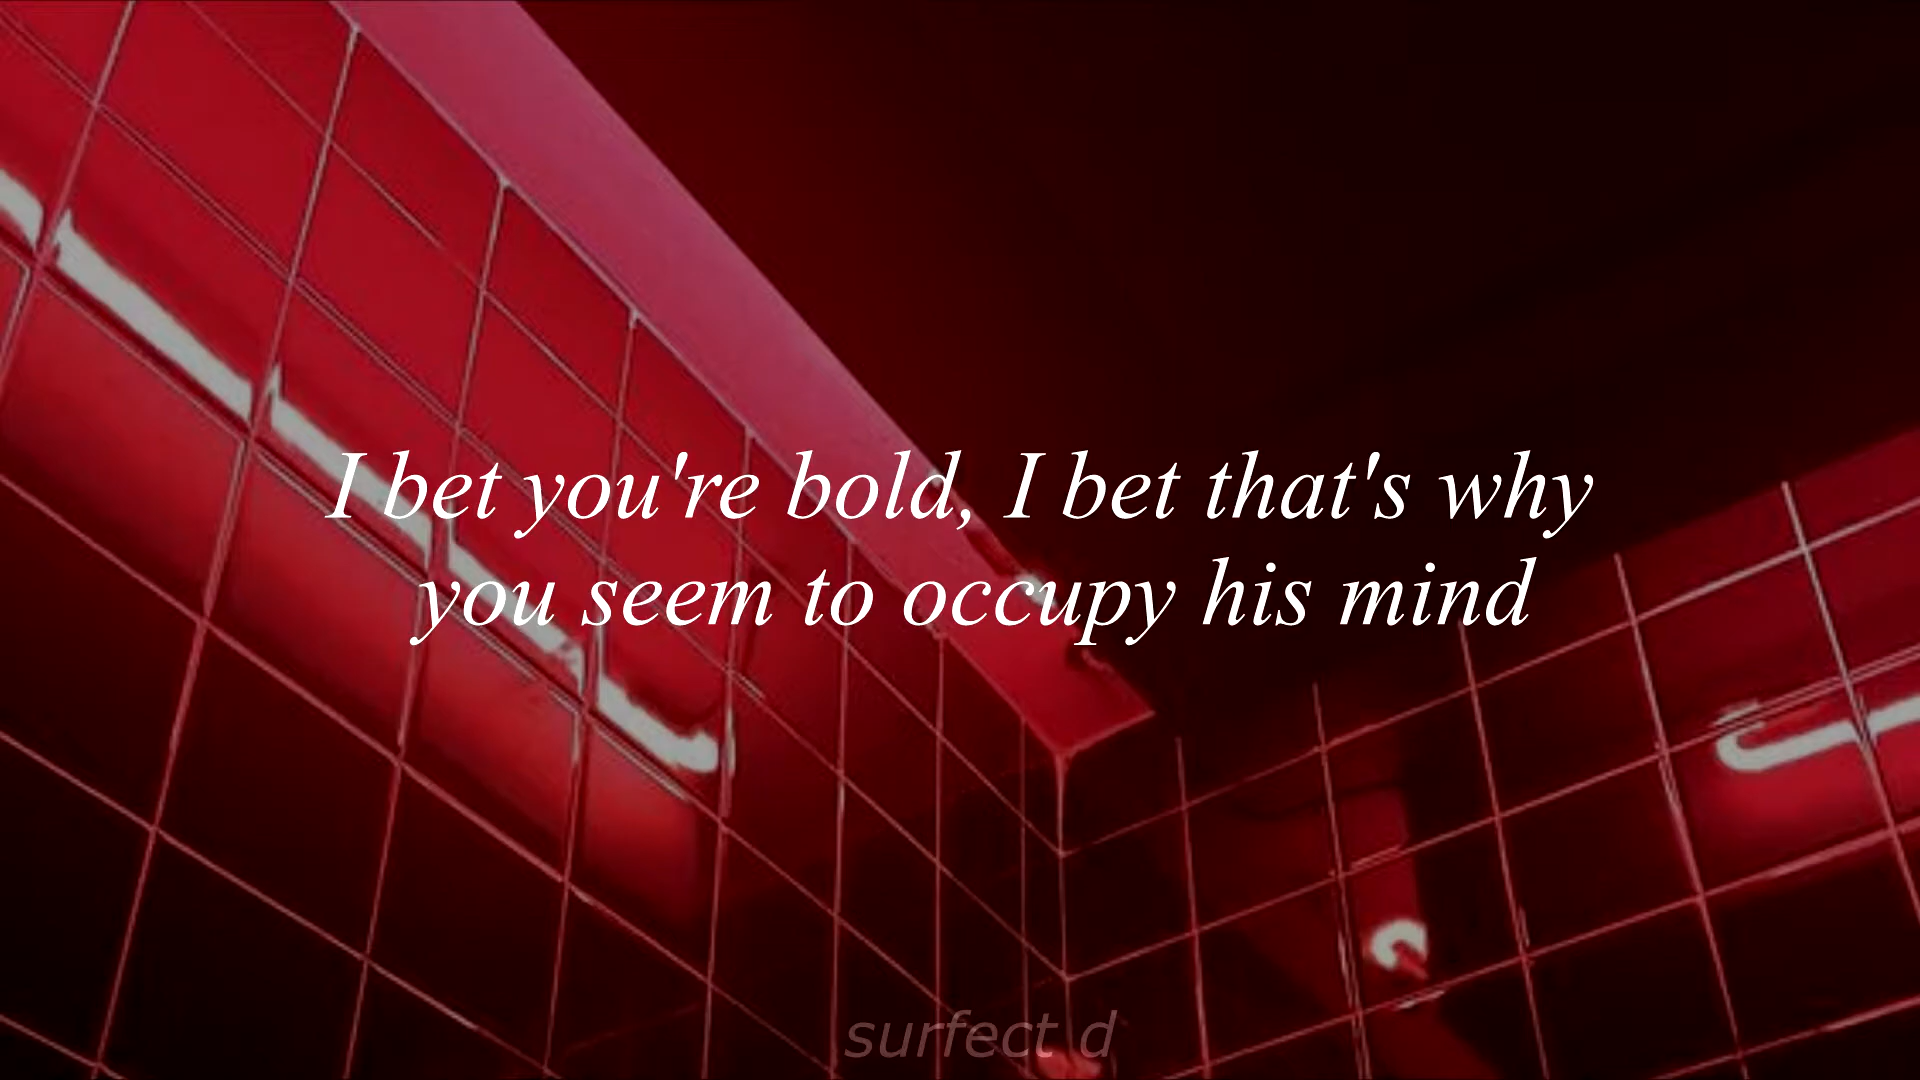 I bet you're bold, I bet that's why
you seem to occupy his mind
surfect d